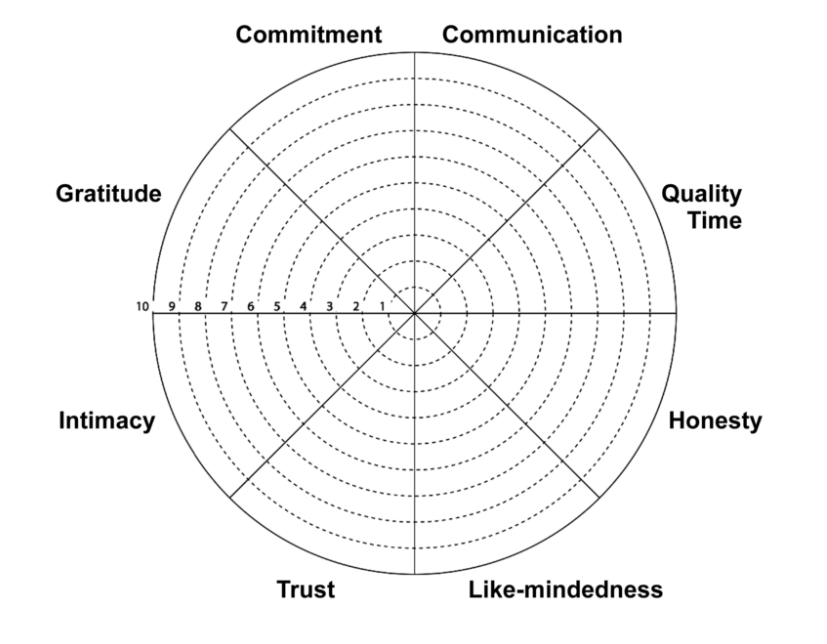 Commitment
Communication
Gratitude
Quality
Time
10 9 8 7 6 5 4 3 2 1
Intimacy
Honesty
Trust
Like-mindedness